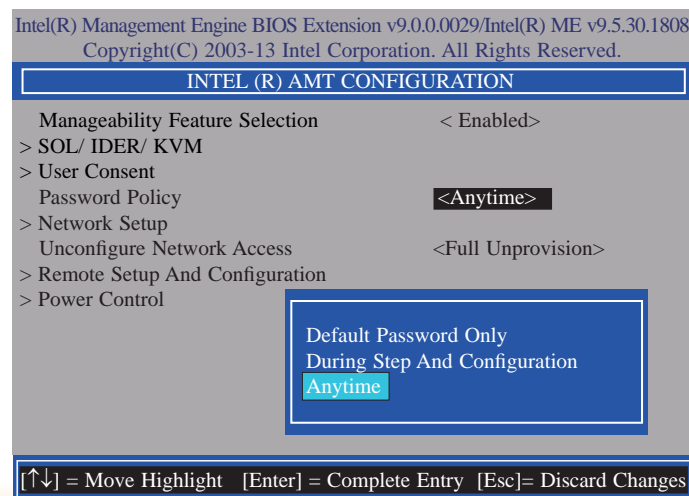 Intel(R) Management Engine BIOS Extension v9.0.0.0029/Intel(R) ME v9.5.30.1808
Copyright(C) 2003-13 Intel Corporation. All Rights Reserved.
INTEL (R) AMT CONFIGURATION
Manageability Feature Selection < Enabled>
> SOL/ IDER/ KVM
> User Consent
Password Policy <Anytime>
> Network Setup
Unconfigure Network Access <Full Unprovision>
> Remote Setup And Configuration
> Power Control
Default Password Only
During Step And Configuration
Anytime
[↑↓] = Move Highlight [Enter] = Complete Entry [Esc]= Discard Changes